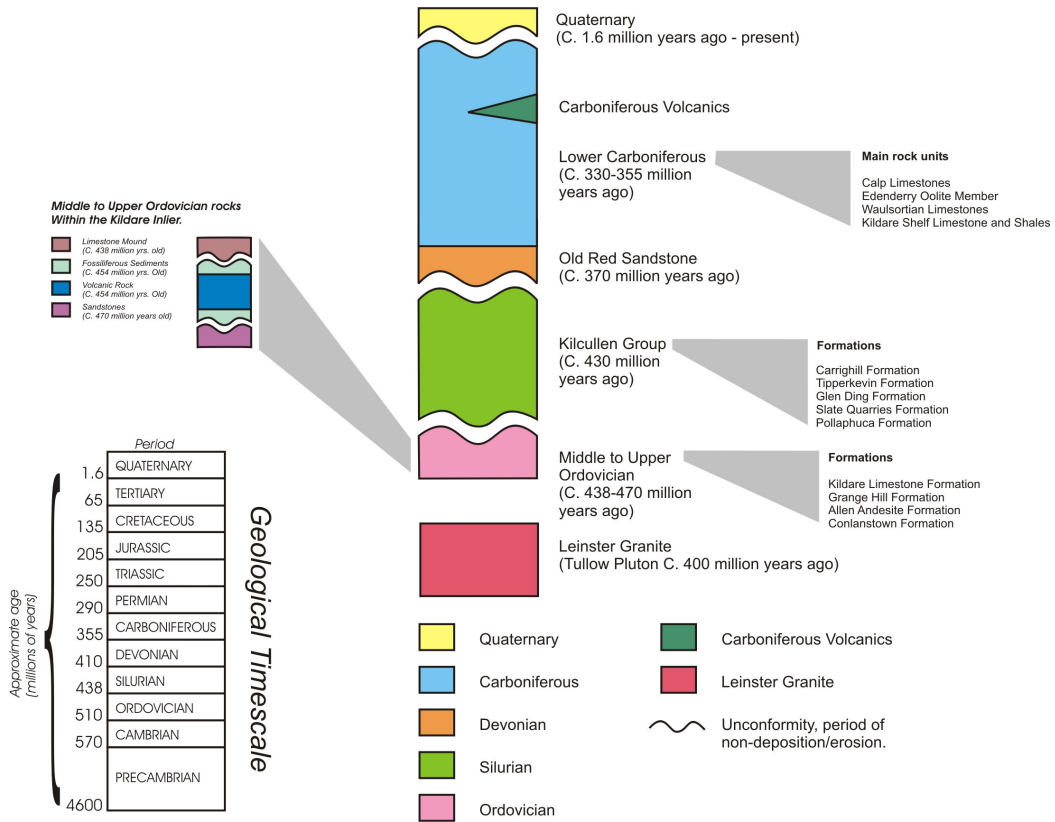 Quaternary
(C. 1.6 million years ago - present)
Carboniferous Volcanics
Lower Carboniferous
(C. 330-355 million
years ago)
Main rock units
Calp Limestones
Edenderry Oolite Member
Waulsortian Limestones
Kildare Shelf Limestone and Shales
Middle to Upper Ordovician rocks
Within the Kildare Inlier.
Limestone Mound
(C. 438 million yrs. old)
Fossiliferous Sediments
(C. 454 million yrs. Old)
Volcanic Rock
(C. 454 million yrs. Old)
Sandstones
(C. 470 million years old)
Old Red Sandstone
(C. 370 million years ago)
Kilcullen Group
(C. 430 million
years ago)
Formations
Carrighill Formation
Tipperkevin Formation
Glen Ding Formation
Slate Quarries Formation
Pollaphuca Formation
Middle to Upper
Ordovician
(C. 438-470 million
years ago)
Formations
Kildare Limestone Formation
Grange Hill Formation
Allen Andesite Formation
Conlanstown Formation
Leinster Granite
(Tullow Pluton C. 400 million years ago)
Period
QUATERNARY
1.6
TERTIARY
65
CRETACEOUS
135
JURASSIC
205
TRIASSIC
250
PERMIAN
290
CARBONIFEROUS
355
DEVONIAN
410
SILURIAN
438
ORDOVICIAN
510
CAMBRIAN
570
PRECAMBRIAN
4600
Approximate age
(millions of years)
Geological Timescale
Quaternary
Carboniferous
Devonian
Silurian
Ordovician
Carboniferous Volcanics
Leinster Granite
Unconformity, period of
non-deposition/erosion.